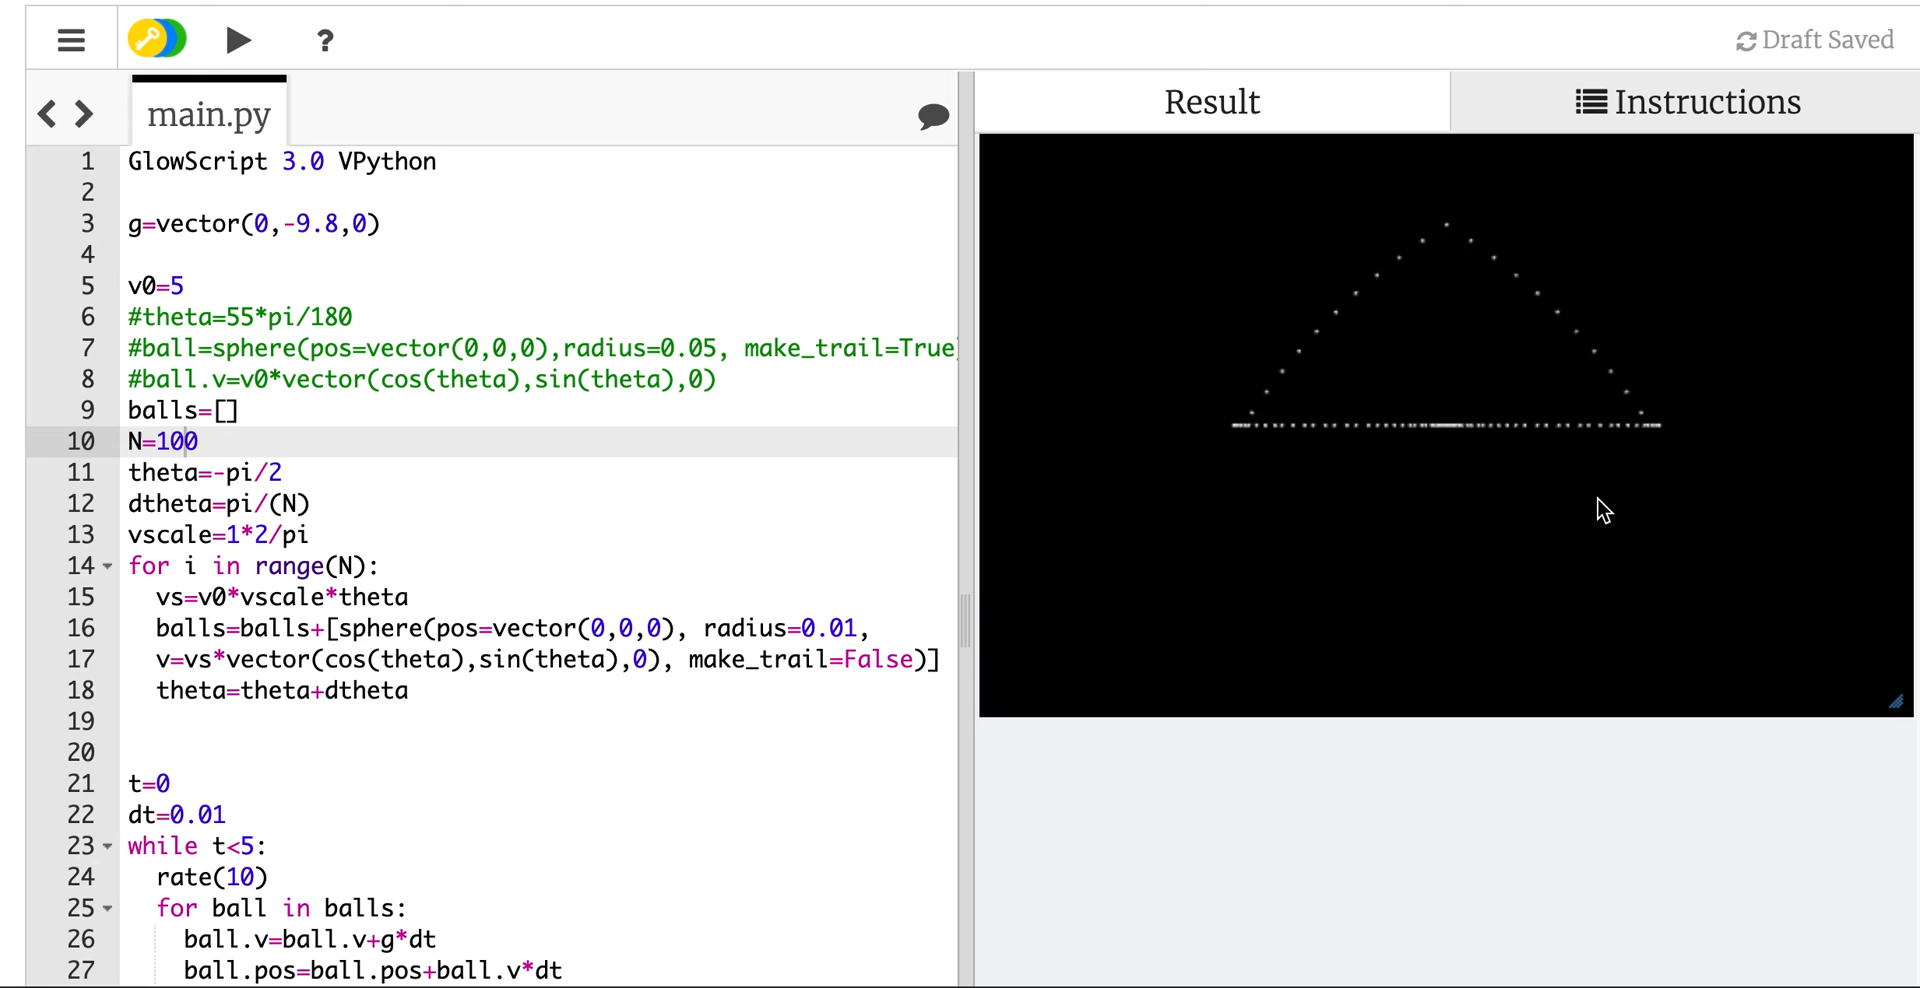 ?
Draft Saved
main.py
Result
Instructions
1 GlowScript 3.0 VPython
2
3 g=vector(0,-9.8,0)
4
5 v0=5
6 #theta=55*pi/180
7 #ball=sphere(pos=vector(0,0,0),radius=0.05, make_trail=True)
8 #ball.v=v0*vector(cos(theta),sin(theta),0)
9 balls=[]
10 N=100
11 theta=-pi/2
12 dtheta=pi/(N)
13 vscale=1*2/pi
14 for i in range(N):
15 vs=v0*vscale*theta
16 balls=balls+[sphere(pos=vector(0,0,0), radius=0.01,
17 v=vs*vector(cos(theta),sin(theta),0), make_trail=False)]
18 theta=theta+dtheta
19
20
21 t=0
22 dt=0.01
23 while t<5:
24 rate(10)
25 for ball in balls:
26 ball.v=ball.v+g*dt
27 ball.pos=ball.pos+ball.v*dt